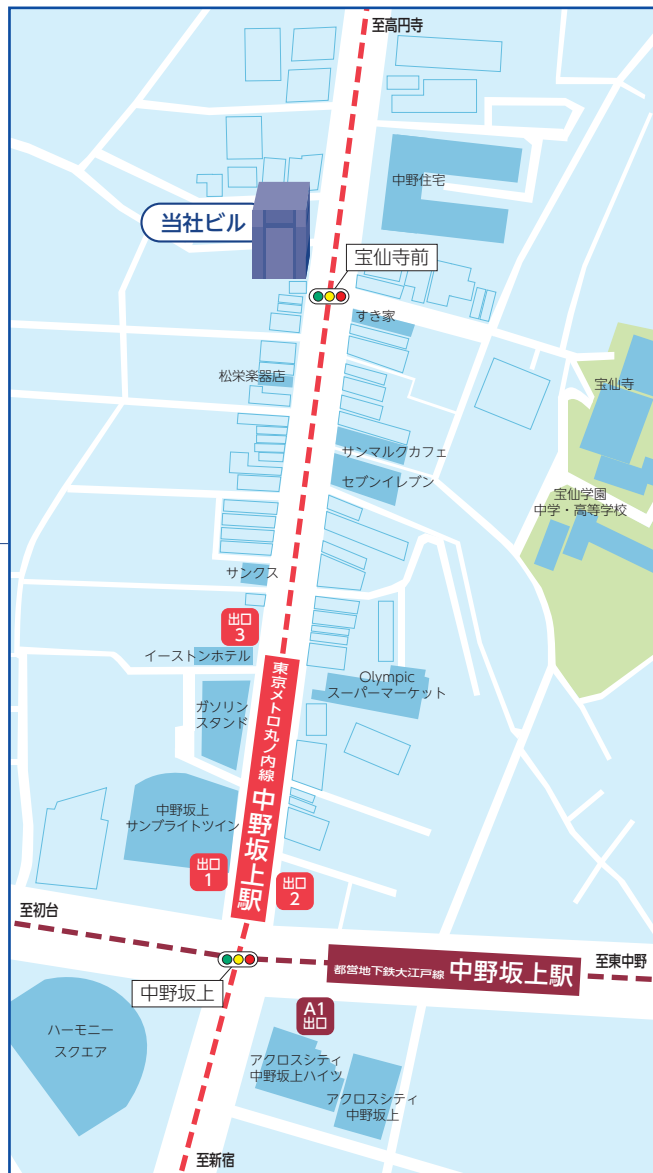 至高円寺
中野住宅
当社ビル
宝仙寺前
すき家
松栄楽器店
宝仙寺
サンマルクカフェ
セブンイレブン
宝仙学園
中学・高等学校
サンクス
出口
3
イーストンホテル
Olympic
スーパーマーケット
ガソリン
スタンド
東京メトロ丸ノ内線 中野坂上駅
中野坂上
サンブライトツイン
出口
1
出口
2
至初台
都営地下鉄大江戸線 中野坂上駅
至東中野
中野坂上
A1
出口
ハーモニー
スクエア
アクロスシティ
中野坂上ハイツ
アクロスシティ
中野坂上
至新宿